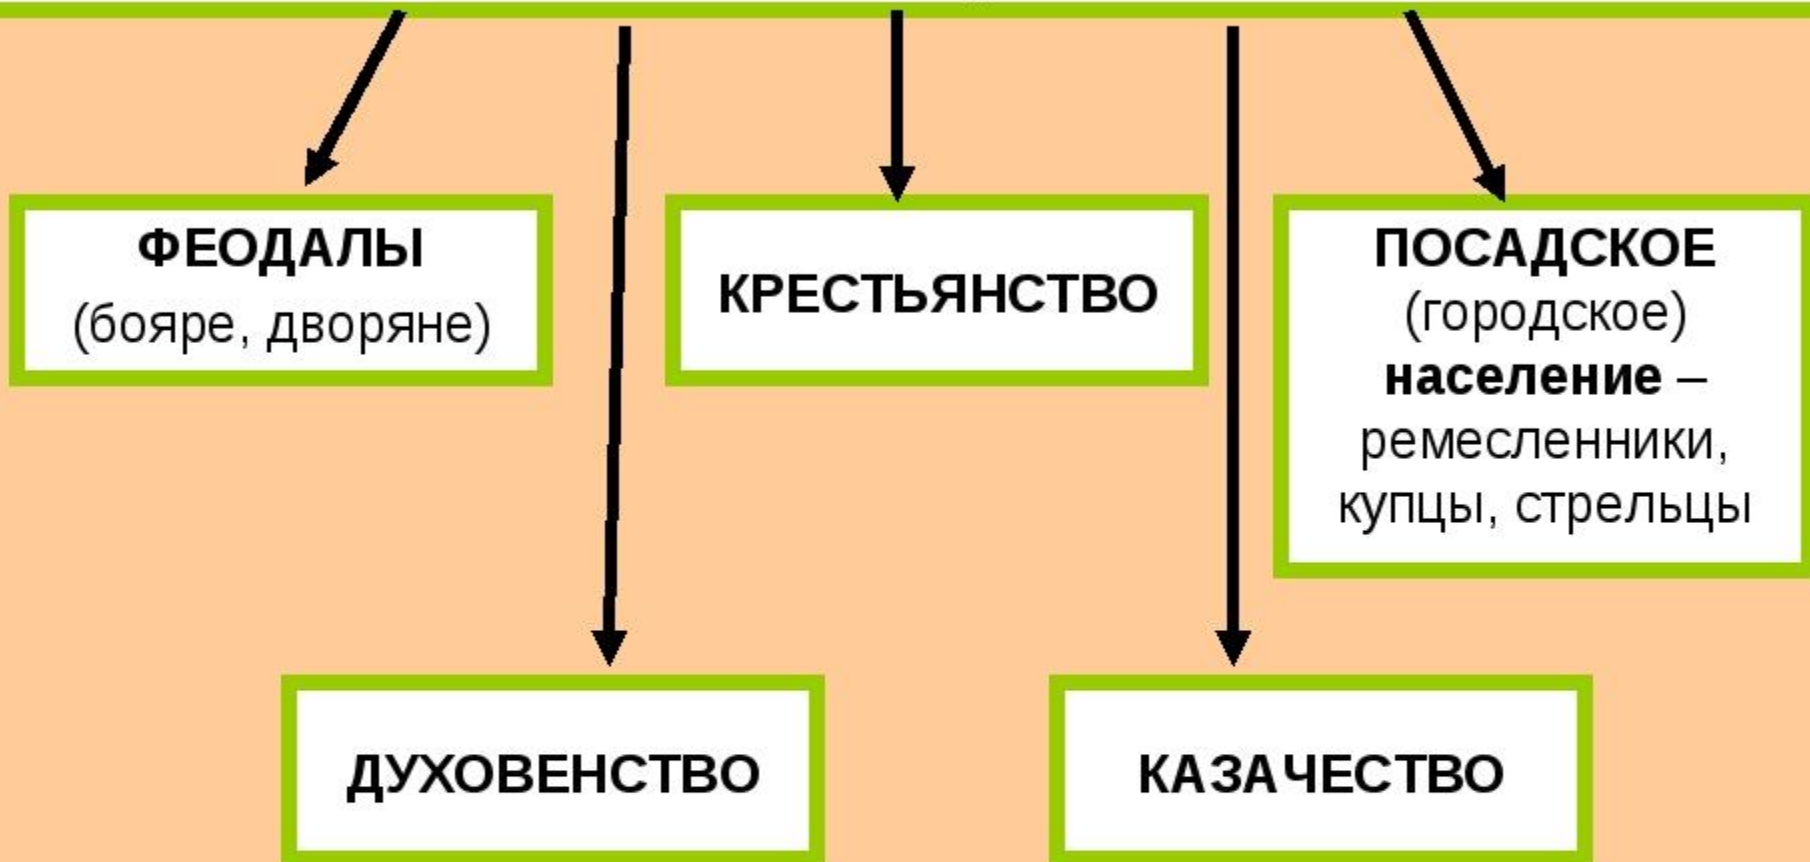 ФЕОДАЛЫ
(бояре, дворяне)
КРЕСТЬЯНСТВО
ПОСАДСКОЕ
(городское)
население –
ремесленники,
купцы, стрельцы
ДУХОВЕНСТВО
КАЗАЧЕСТВО